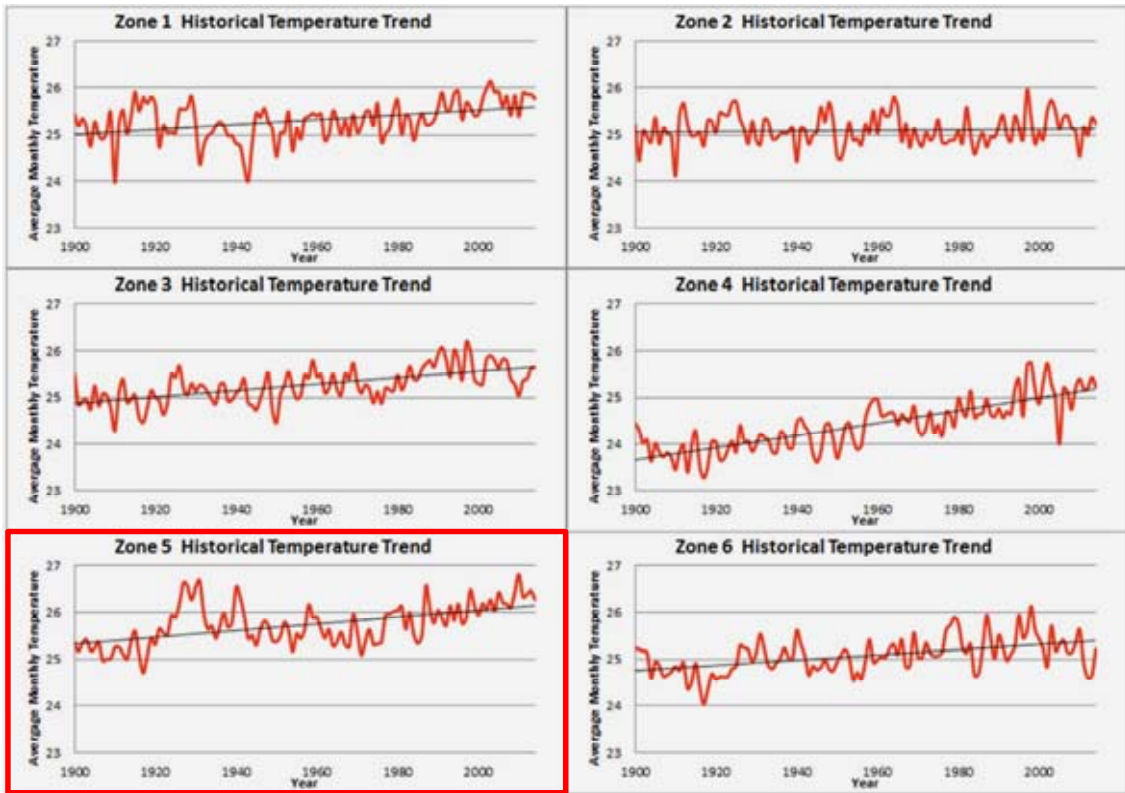 Zone 1 Historical Temperature Trend
Avergage Monthly Temperature
27
26
25
24
23
1900 1920 1940 1960 1980 2000
Year
Zone 2 Historical Temperature Trend
Avergage Monthly Temperature
27
26
25
24
23
1900 1920 1940 1960 1980 2000
Year
Zone 3 Historical Temperature Trend
Avergage Monthly Temperature
27
26
25
24
23
1900 1920 1940 1960 1980 2000
Year
Zone 4 Historical Temperature Trend
Avergage Monthly Temperature
27
26
25
24
23
1900 1920 1940 1960 1980 2000
Year
Zone 5 Historical Temperature Trend
Avergage Monthly Temperature
27
26
25
24
23
1900 1920 1940 1960 1980 2000
Year
Zone 6 Historical Temperature Trend
Avergage Monthly Temperature
27
26
25
24
23
1900 1920 1940 1960 1980 2000
Year